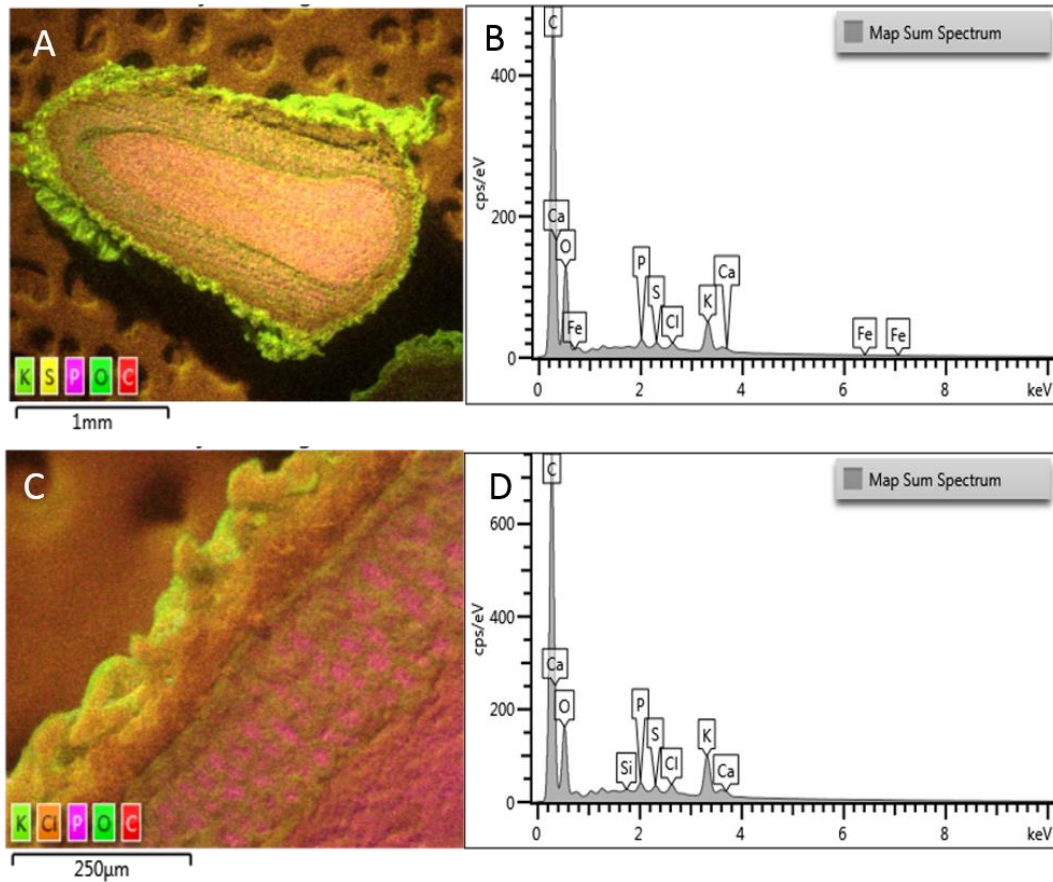 A
K S P O C
1mm
B
Map Sum Spectrum
cps/eV
400
200
0
C
Ca
O
Fe
P
S
Cl
K
Ca
Fe
Fe
0 2 4 6 8 keV
C
K Cl P O C
250µm
D
Map Sum Spectrum
cps/eV
600
400
200
0
C
Ca
O
Si
P
S
Cl
K
Ca
0 2 4 6 8 keV